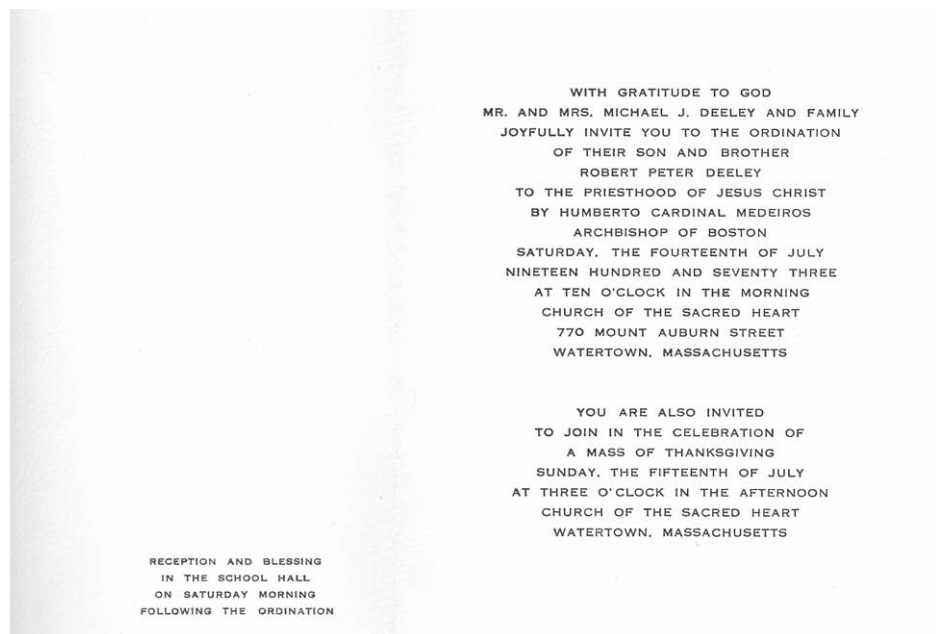 WITH GRATITUDE TO GOD
MR. AND MRS. MICHAEL J. DEELEY AND FAMILY
JOYFULLY INVITE YOU TO THE ORDINATION
OF THEIR SON AND BROTHER
ROBERT PETER DEELEY
TO THE PRIESTHOOD OF JESUS CHRIST
BY HUMBERTO CARDINAL MEDEIROS
ARCHBISHOP OF BOSTON
SATURDAY, THE FOURTEENTH OF JULY
NINETEEN HUNDRED AND SEVENTY THREE
AT TEN O'CLOCK IN THE MORNING
CHURCH OF THE SACRED HEART
770 MOUNT AUBURN STREET
WATERTOWN, MASSACHUSETTS
YOU ARE ALSO INVITED
TO JOIN IN THE CELEBRATION OF
A MASS OF THANKSGIVING
SUNDAY, THE FIFTEENTH OF JULY
AT THREE O'CLOCK IN THE AFTERNOON
CHURCH OF THE SACRED HEART
WATERTOWN, MASSACHUSETTS
RECEPTION AND BLESSING
IN THE SCHOOL HALL
ON SATURDAY MORNING
FOLLOWING THE ORDINATION